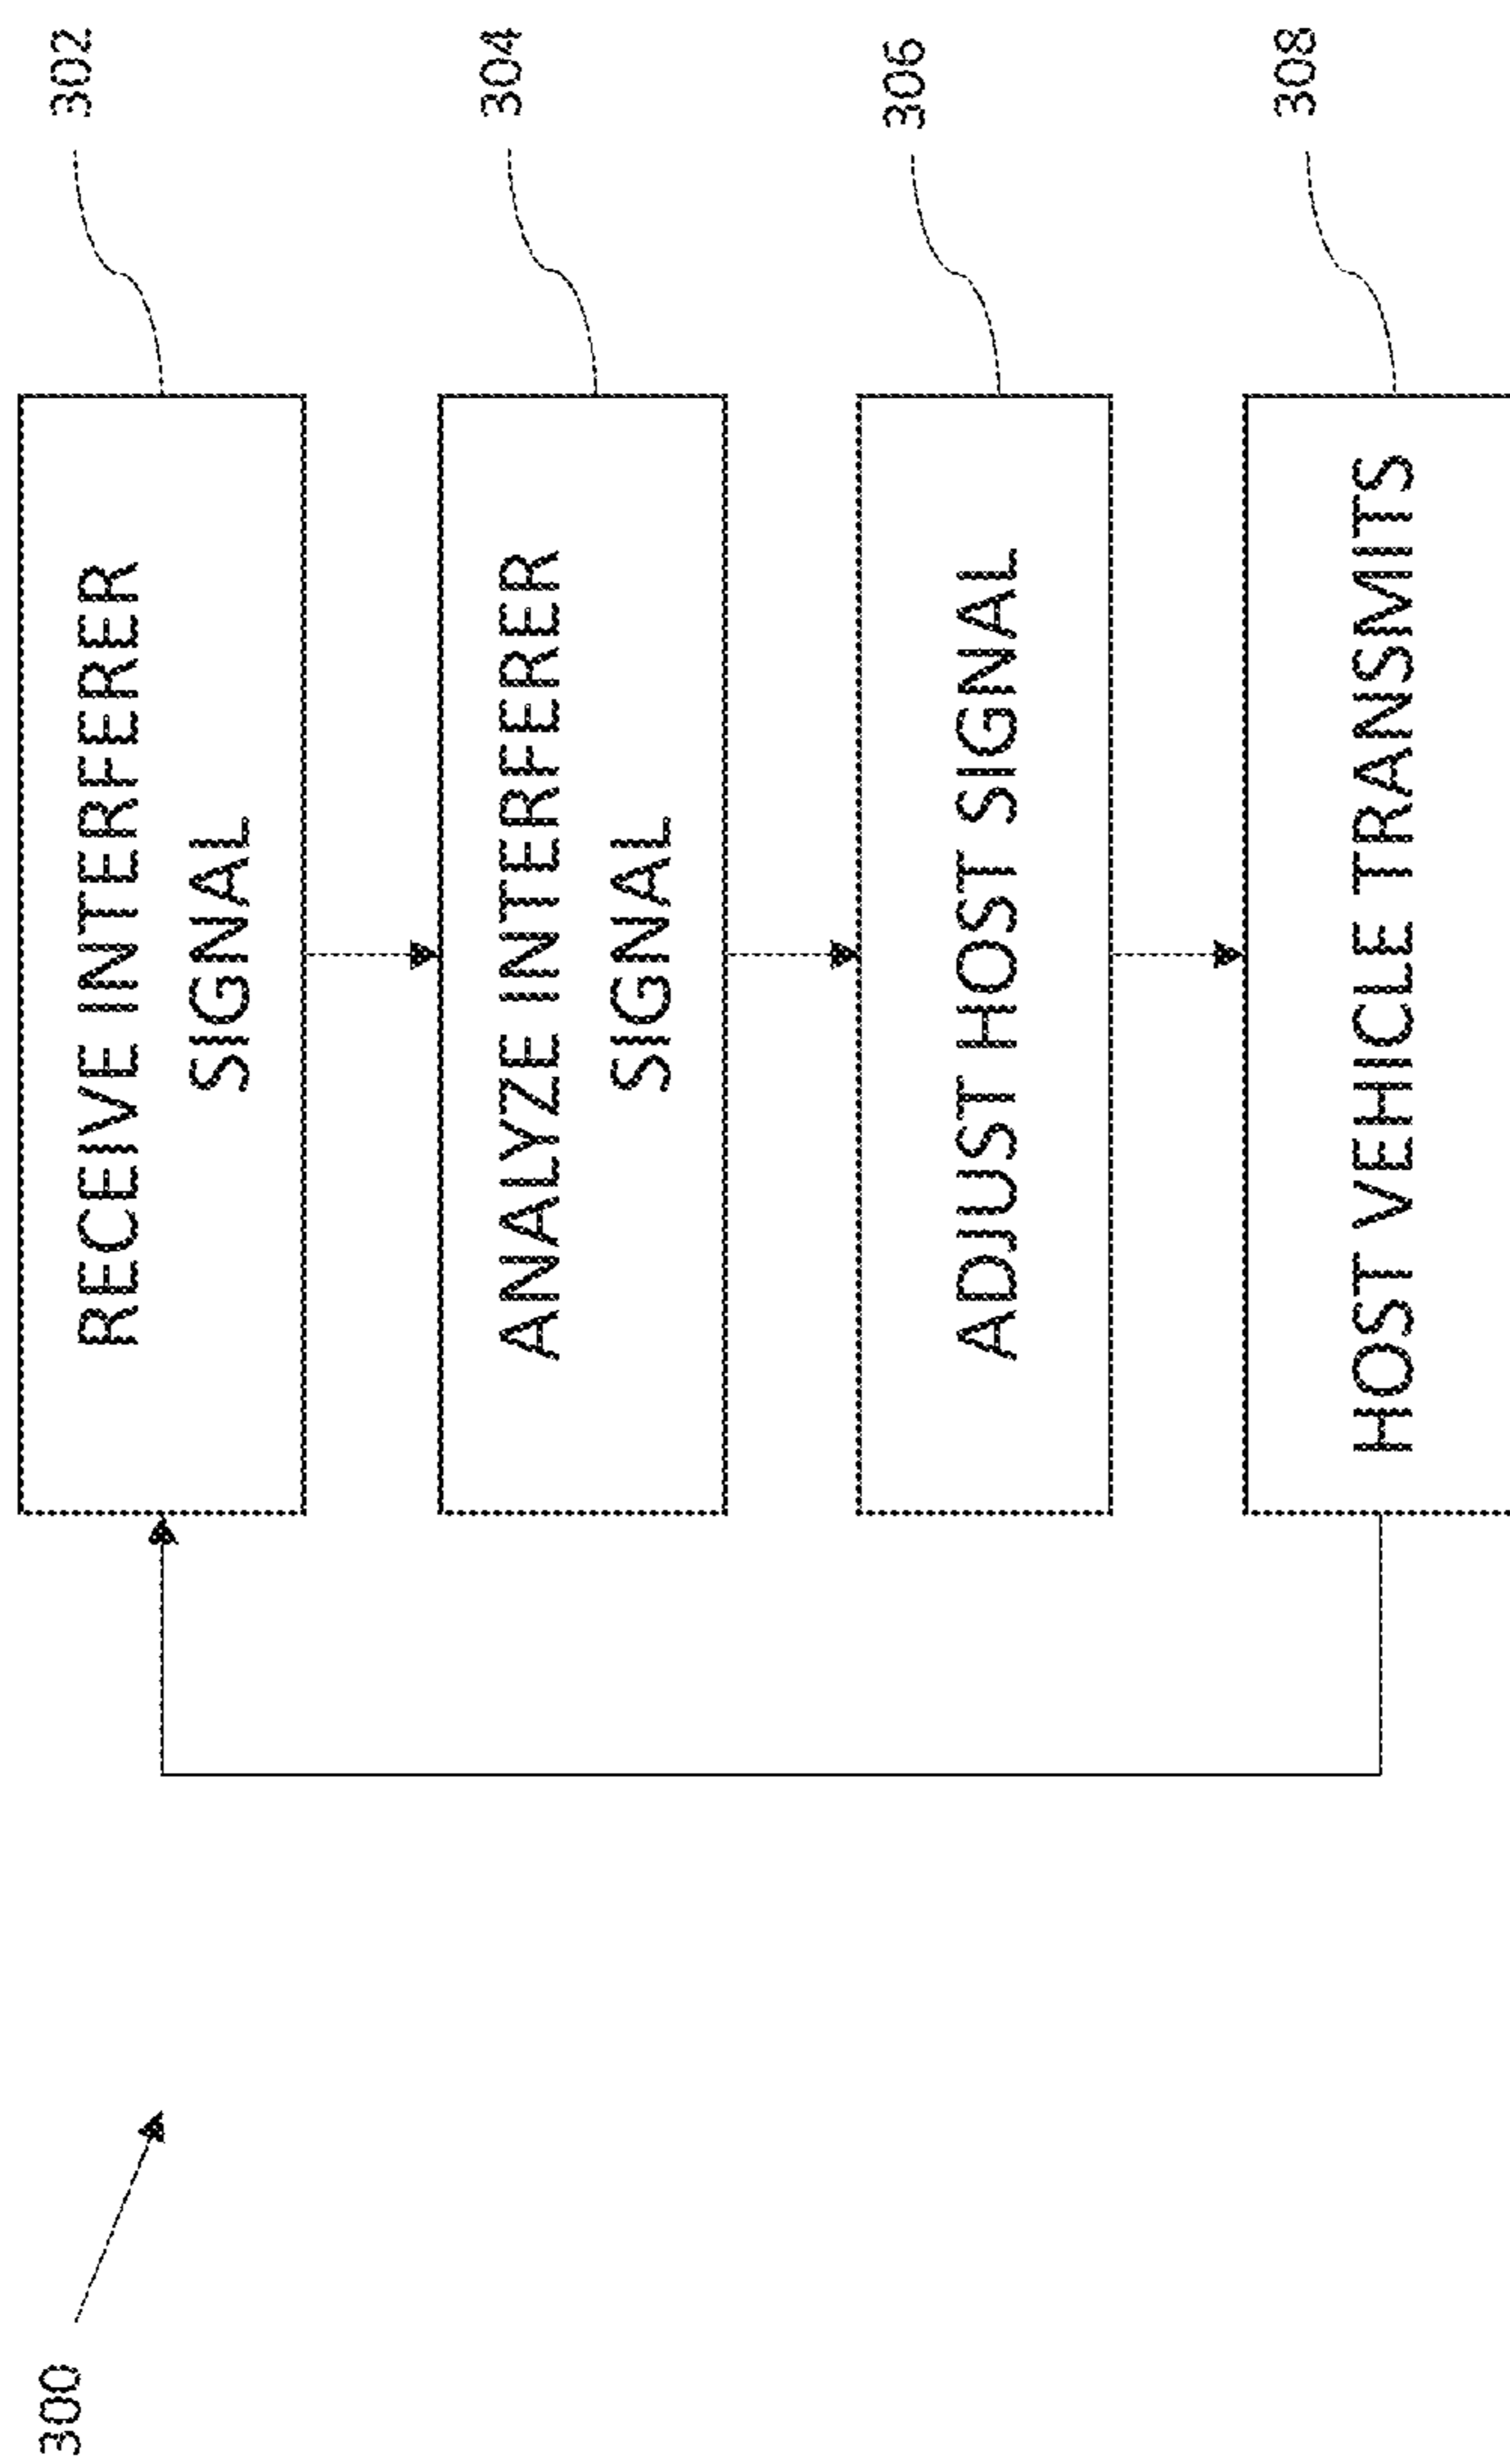 300
302
RECEIVE INTERFERER
SIGNAL
304
ANALYZE INTERFERER
SIGNAL
306
ADJUST HOST SIGNAL
308
HOST VEHICLE TRANSMITS